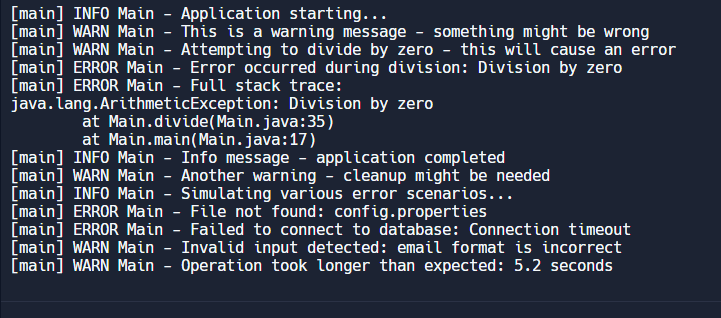 [main] INFO Main - Application starting...
[main] WARN Main - This is a warning message - something might be wrong
[main] WARN Main - Attempting to divide by zero - this will cause an error
[main] ERROR Main - Error occurred during division: Division by zero
[main] ERROR Main - Full stack trace:
java.lang.ArithmeticException: Division by zero
        at Main.divide(Main.java:35)
        at Main.main(Main.java:17)
[main] INFO Main - Info message - application completed
[main] WARN Main - Another warning - cleanup might be needed
[main] INFO Main - Simulating various error scenarios...
[main] ERROR Main - File not found: config.properties
[main] ERROR Main - Failed to connect to database: Connection timeout
[main] WARN Main - Invalid input detected: email format is incorrect
[main] WARN Main - Operation took longer than expected: 5.2 seconds